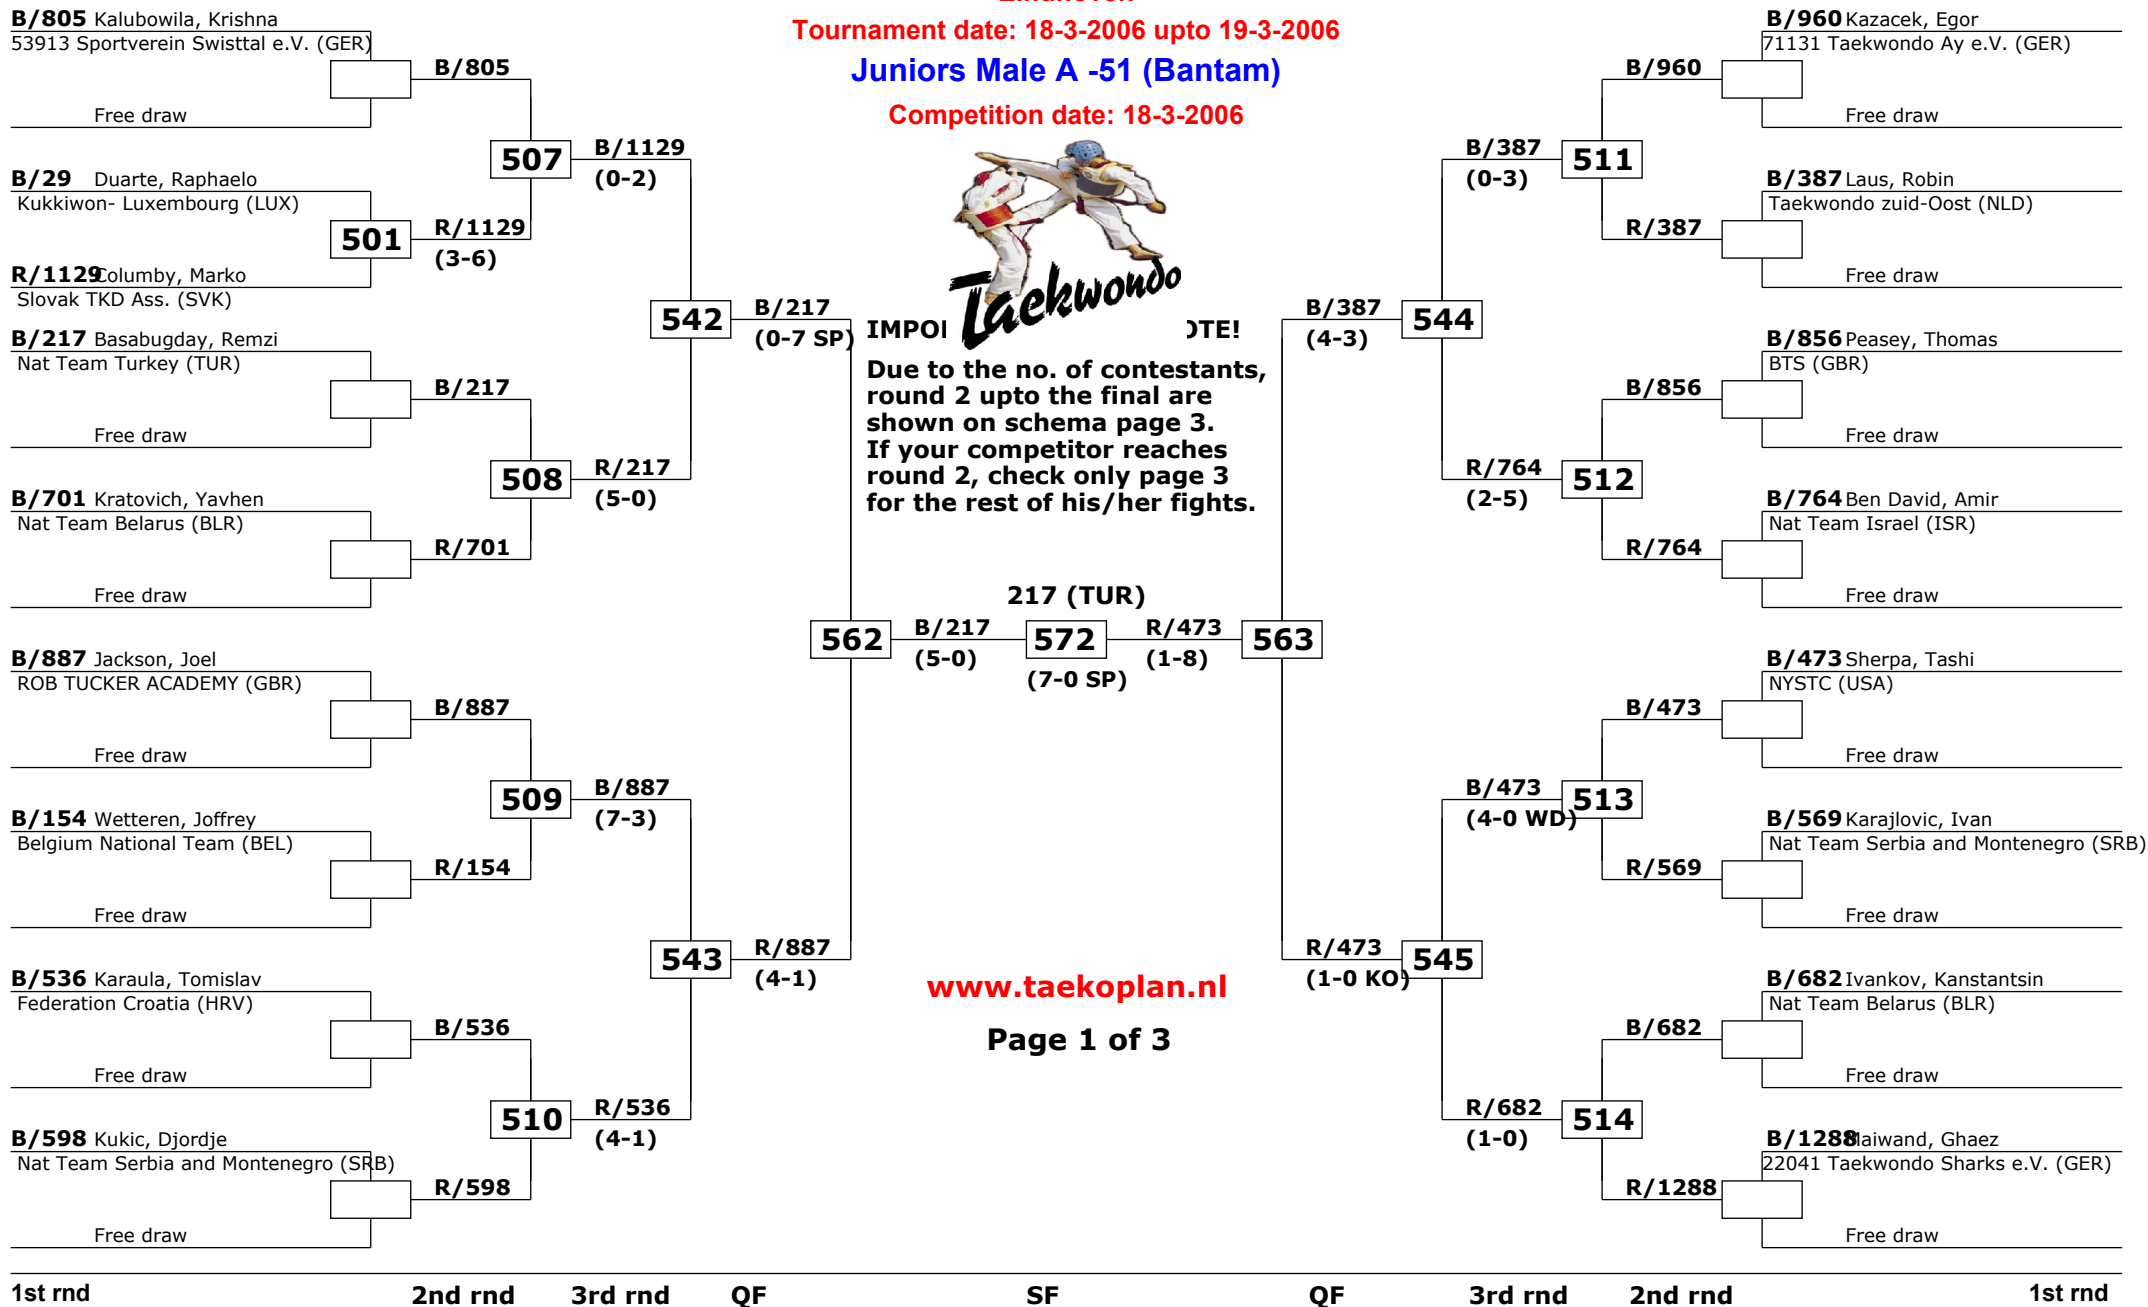 Tournament date: 18-3-2006 upto 19-3-2006
Juniors Male A -51 (Bantam)
Competition date: 18-3-2006
B/805 Kalubowila, Krishna
53913 Sportverein Swisttal e.V. (GER)
Free draw
B/29 Duarte, Raphaelo
Kukkiwon- Luxembourg (LUX)
R/1129 Columby, Marko
Slovak TKD Ass. (SVK)
B/217 Basabugday, Remzi
Nat Team Turkey (TUR)
Free draw
B/701 Kratovich, Yavhen
Nat Team Belarus (BLR)
Free draw
B/887 Jackson, Joel
ROB TUCKER ACADEMY (GBR)
Free draw
B/154 Wetteren, Joffrey
Belgium National Team (BEL)
Free draw
B/536 Karaula, Tomislav
Federation Croatia (HRV)
Free draw
B/598 Kukic, Djordje
Nat Team Serbia and Montenegro (SRB)
Free draw
501
B/805
R/1129
(3-6)
B/217
R/701
B/887
R/154
B/536
R/598
507
508
509
510
B/1129
(0-2)
R/217
(5-0)
B/887
(7-3)
R/536
(4-1)
542
543
B/217
(0-7 SP)
R/887
(4-1)
562
B/217
(5-0)
Taekwondo
IMPO OTE!
Due to the no. of contestants,
round 2 upto the final are
shown on schema page 3.
If your competitor reaches
round 2, check only page 3
for the rest of his/her fights.
217 (TUR)
572
(7-0 SP)
www.taekoplan.nl
Page 1 of 3
R/473
(1-8)
563
B/387
(4-3)
R/473
(1-0 KO)
544
545
B/387
(0-3)
R/764
(2-5)
B/473
(4-0 WD)
R/682
(1-0)
511
512
513
514
B/960
R/387
B/856
R/764
B/473
R/569
B/682
R/1288
B/960 Kazacek, Egor
71131 Taekwondo Ay e.V. (GER)
Free draw
B/387 Laus, Robin
Taekwondo zuid-Oost (NLD)
Free draw
B/856 Peasey, Thomas
BTS (GBR)
Free draw
B/764 Ben David, Amir
Nat Team Israel (ISR)
Free draw
B/473 Sherpa, Tashi
NYSTC (USA)
Free draw
B/569 Karajlovic, Ivan
Nat Team Serbia and Montenegro (SRB)
Free draw
B/682 Ivankov, Kanstantsin
Nat Team Belarus (BLR)
Free draw
B/1288 Maiwand, Ghaez
22041 Taekwondo Sharks e.V. (GER)
Free draw
1st rnd 2nd rnd 3rd rnd QF SF QF 3rd rnd 2nd rnd 1st rnd